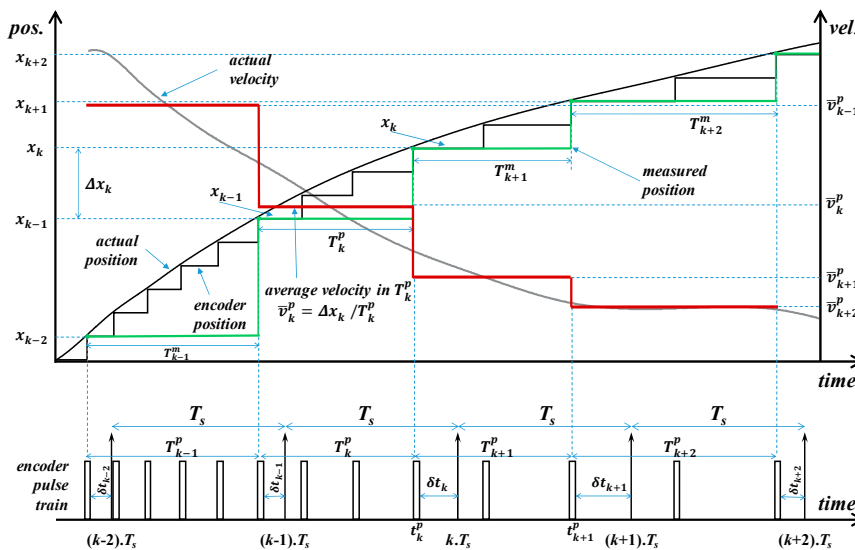 pos.
vel.
x_{k+2}
actual
velocity
x_{k+1}
v̅^p_{k-1}
x_k
T^m_{k+2}
x_k
T^m_{k+1}
measured
position
Δx_k
x_{k-1}
v̅^p_k
x_{k-1}
T^p_k
actual
position
encoder
position
average velocity in T^p_k
v̅^p_k = Δx_k /T^p_k
v̅^p_{k+1}
v̅^p_{k+2}
x_{k-2}
T^m_{k-1}
time
T_s T_s T_s T_s
T^p_{k-1} T^p_k T^p_{k+1} T^p_{k+2}
encoder
pulse
train
δt_{k-2} δt_{k-1} δt_k δt_{k+1} δt_{k+2}
time
(k-2).T_s (k-1).T_s t^p_k k.T_s t^p_{k+1} (k+1).T_s (k+2).T_s